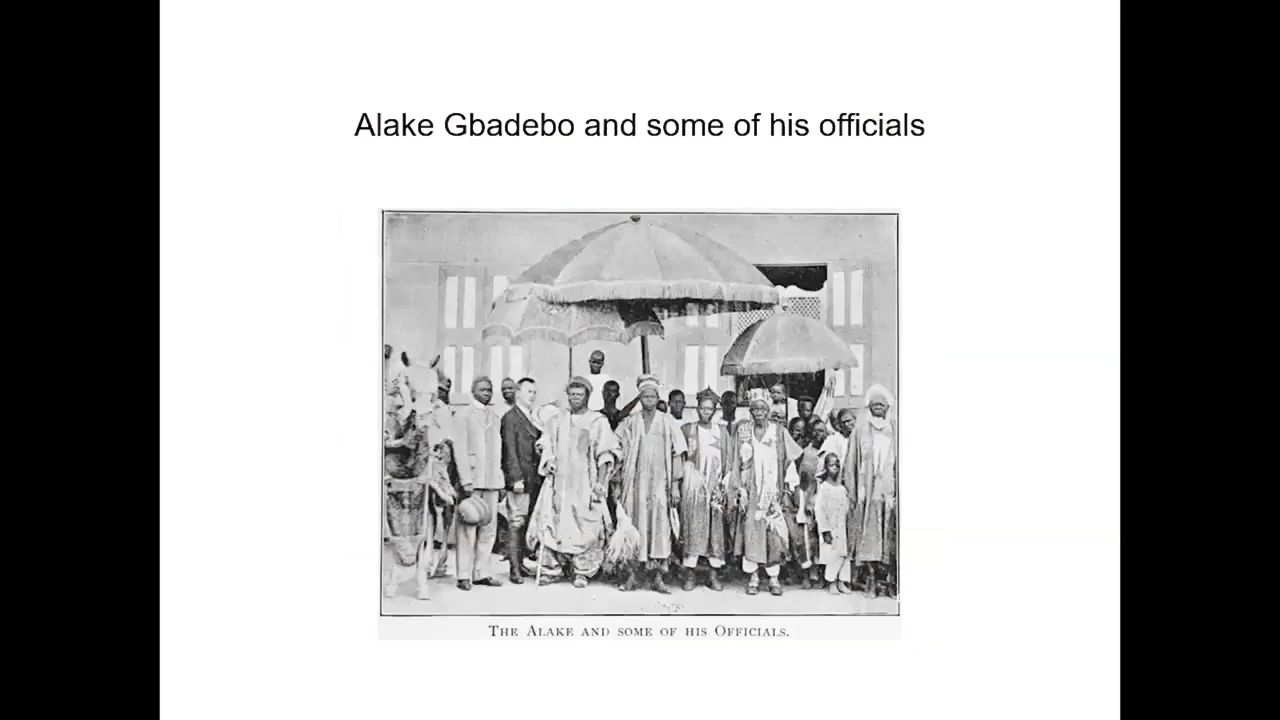 Alake Gbadebo and some of his officials
The Alake and some of his Officials.